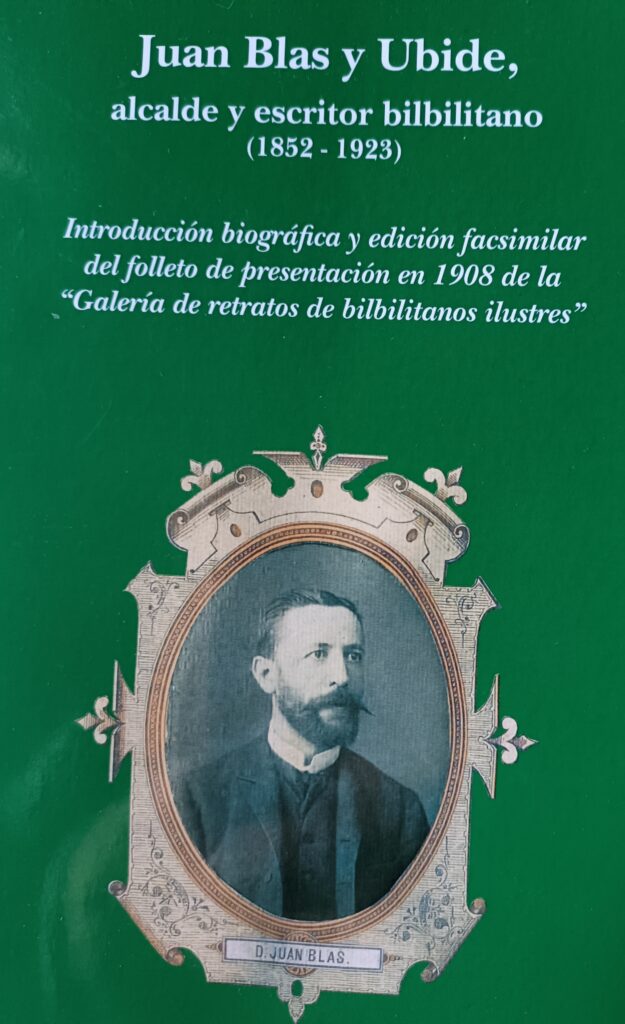 Juan Blas y Ubide,
alcalde y escritor bilbilitano
(1852 - 1923)
Introducción biográfica y edición facsimilar
del folleto de presentación en 1908 de la
“Galería de retratos de bilbilitanos ilustres”
D. JUAN BLAS.